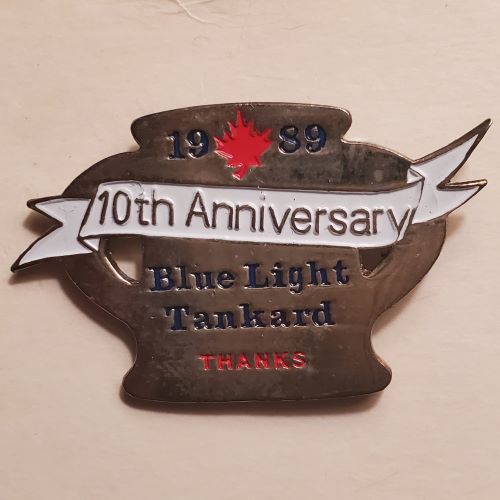 19 89
10th Anniversary
Blue Light
Tankard
THANKS